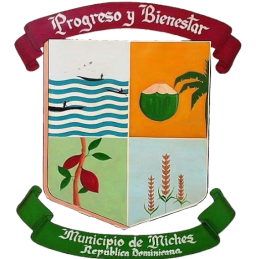 Progreso y Bienestar
Municipio de Miches
República Dominicana